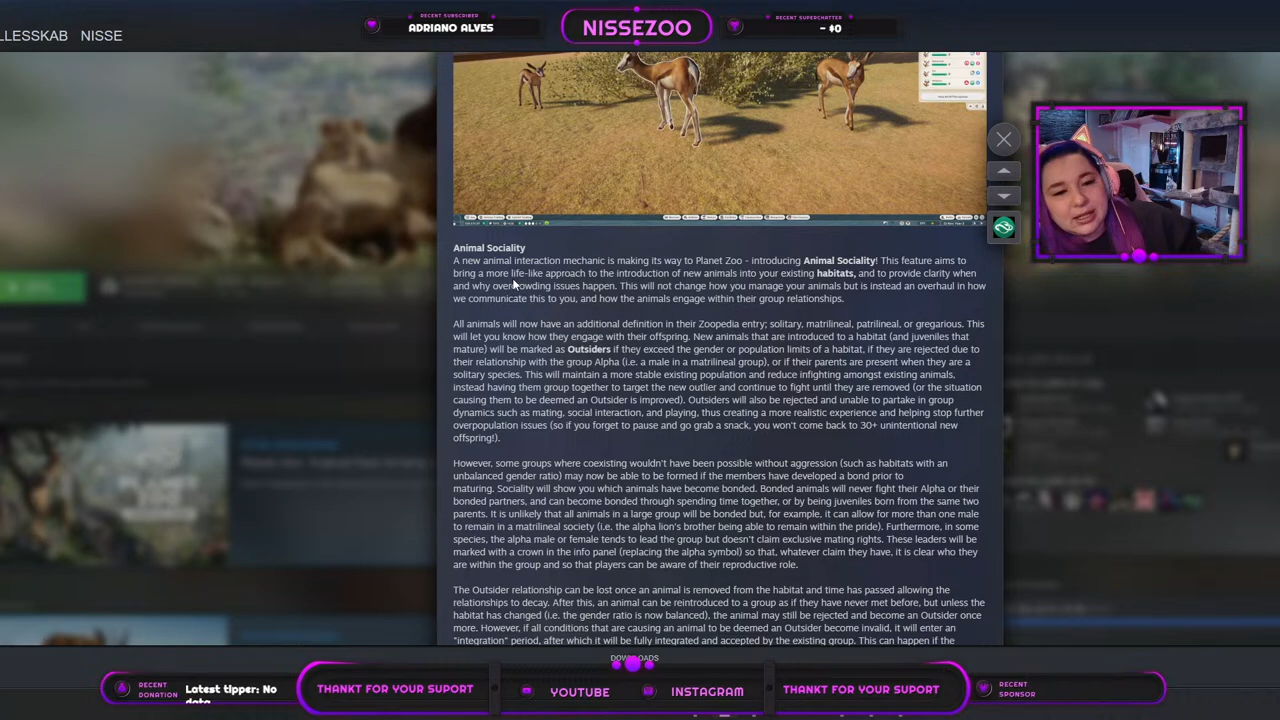 RECENT SUBSCRIBER
ADRIANO ALVES
NISSEZOO
RECENT SUPERCHATTER
- $0
LLESSKAB NISSE
Animal Sociality
A new animal interaction mechanic is making its way to Planet Zoo - introducing Animal Sociality! This feature aims to
bring a more life-like approach to the introduction of new animals into your existing habitats, and to provide clarity when
and why overcrowding issues happen. This will not change how you manage your animals but is instead an overhaul in how
we communicate this to you, and how the animals engage within their group relationships.
All animals will now have an additional definition in their Zoopedia entry; solitary, matrilineal, patrilineal, or gregarious. This
will let you know how they engage with their offspring. New animals that are introduced to a habitat (and juveniles that
mature) will be marked as Outsiders if they exceed the gender or population limits of a habitat, if they are rejected due to
their relationship with the group Alpha (i.e. a male in a matrilineal group), or if their parents are present when they are a
solitary species. This will maintain a more stable existing population and reduce infighting amongst existing animals,
instead having them group together to target the new outlier and continue to fight until they are removed (or the situation
causing them to be deemed an Outsider is improved). Outsiders will also be rejected and unable to partake in group
dynamics such as mating, social interaction, and playing, thus creating a more realistic experience and helping stop further
overpopulation issues (so if you forget to pause and go grab a snack, you won't come back to 30+ unintentional new
offspring!).
However, some groups where coexisting wouldn't have been possible without aggression (such as habitats with an
unbalanced gender ratio) may now be able to be formed if the members have developed a bond prior to
maturing. Sociality will show you which animals have become bonded. Bonded animals will never fight their Alpha or their
bonded partners, and can become bonded through spending time together, or by being juveniles born from the same two
parents. It is unlikely that all animals in a large group will be bonded but, for example, it can allow for more than one male
to remain in a matrilineal society (i.e. the alpha lion's brother being able to remain within the pride). Furthermore, in some
species, the alpha male or female tends to lead the group but doesn't claim exclusive mating rights. These leaders will be
marked with a crown in the info panel (replacing the alpha symbol) so that, whatever claim they have, it is clear who they
are within the group and so that players can be aware of their reproductive role.
The Outsider relationship can be lost once an animal is removed from the habitat and time has passed allowing the
relationships to decay. After this, an animal can be reintroduced to a group as if they have never met before, but unless the
habitat has changed (i.e. the gender ratio is now balanced), the animal may still be rejected and become an Outsider once
more. However, if all conditions that are causing an animal to be deemed an Outsider become invalid, it will enter an
"integration" period, after which it will be fully integrated and accepted by the existing group. This can happen if the
RECENT DONATION
Latest tipper: No data
THANKT FOR YOUR SUPORT
YOUTUBE
INSTAGRAM
THANKT FOR YOUR SUPORT
RECENT SPONSOR